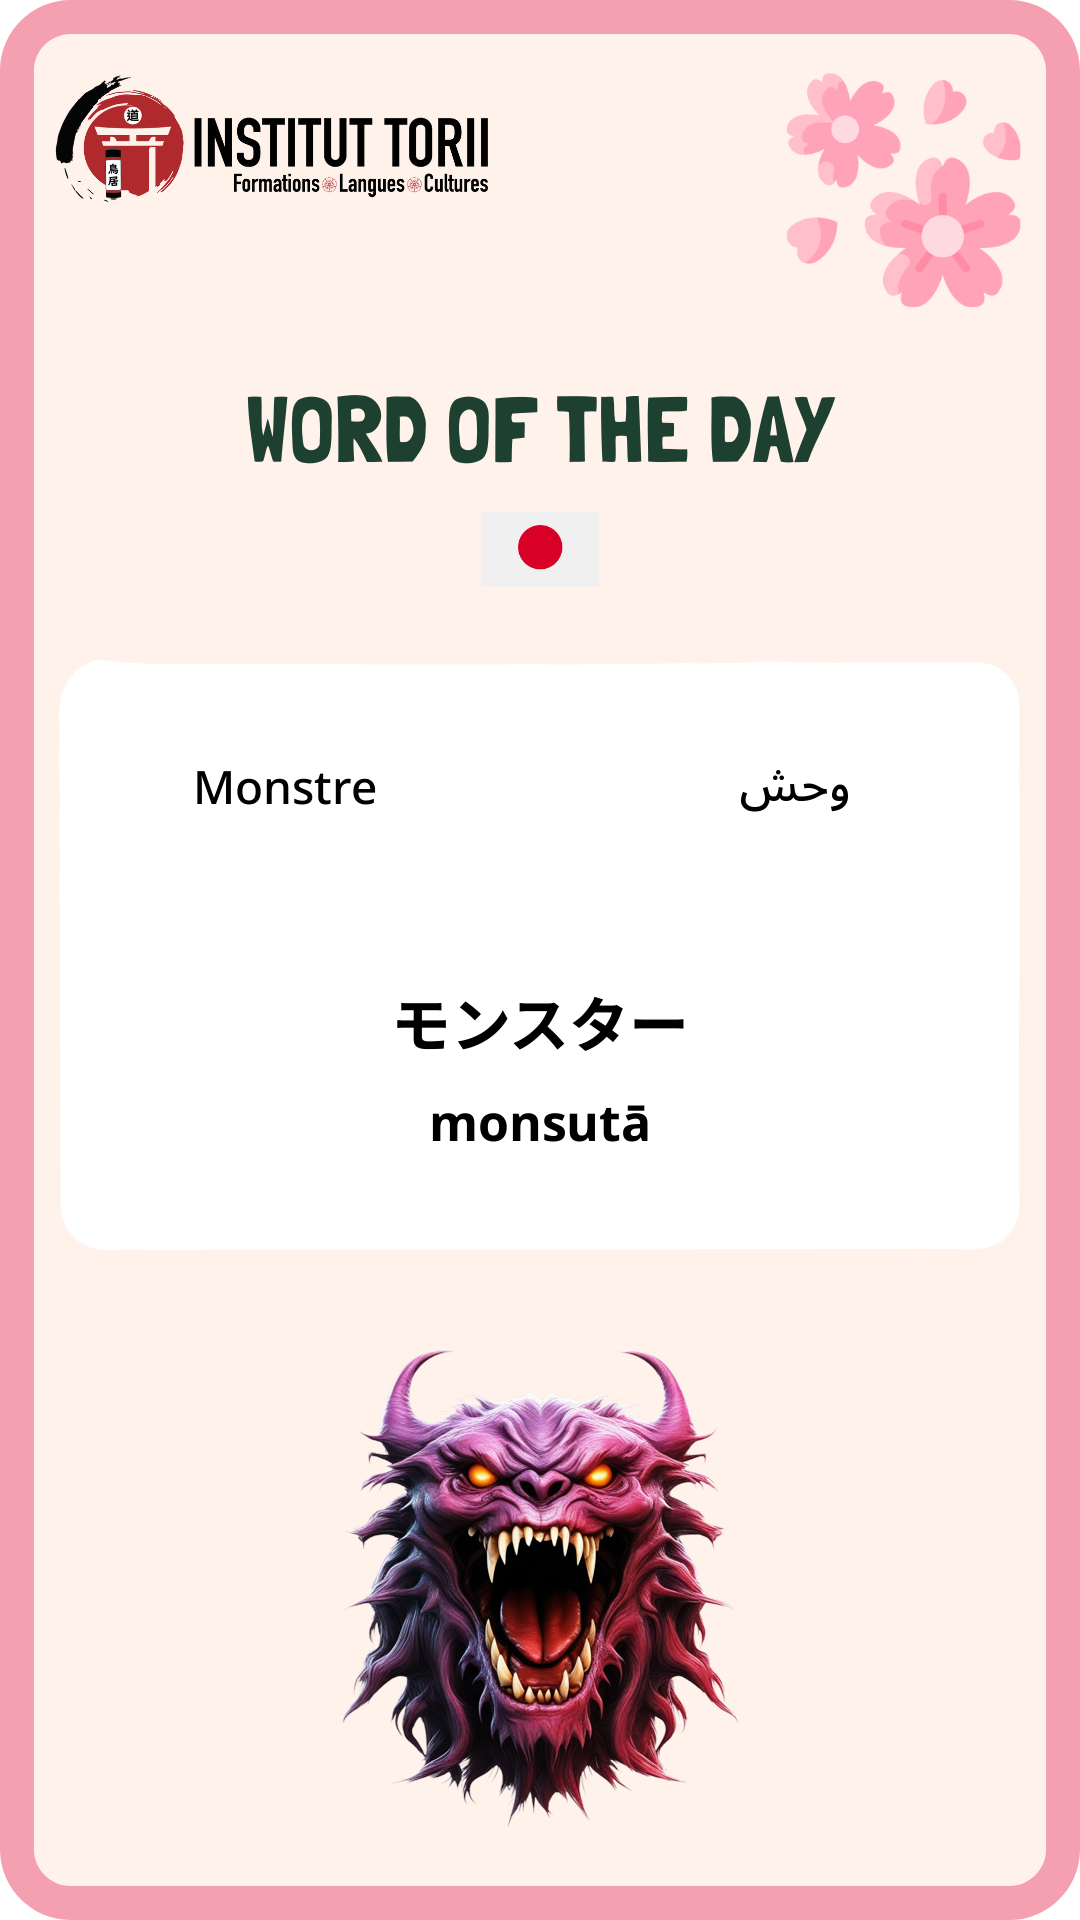 道
鳥居
INSTITUT TORII
Formations Langues Cultures
WORD OF THE DAY
Monstre
وحش
モンスター
monsutā